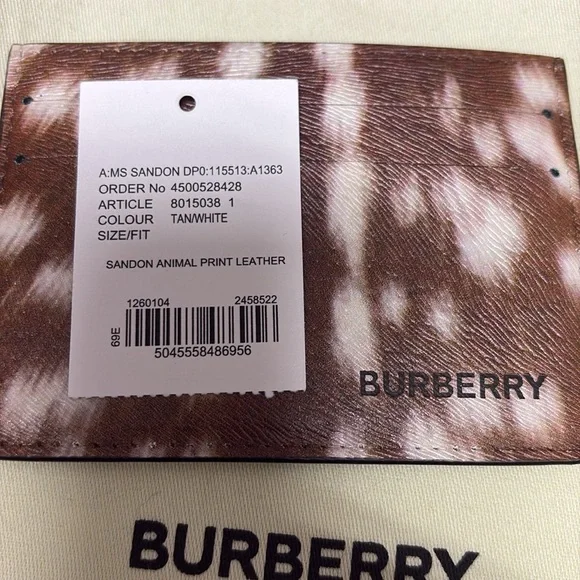 A:MS SANDON DP0:115513:A1363
ORDER No 4500528428
ARTICLE 8015038 1
COLOUR TAN/WHITE
SIZE/FIT
SANDON ANIMAL PRINT LEATHER
1260104 2458522
69E
5045558486956
BURBERRY
BURBERRY